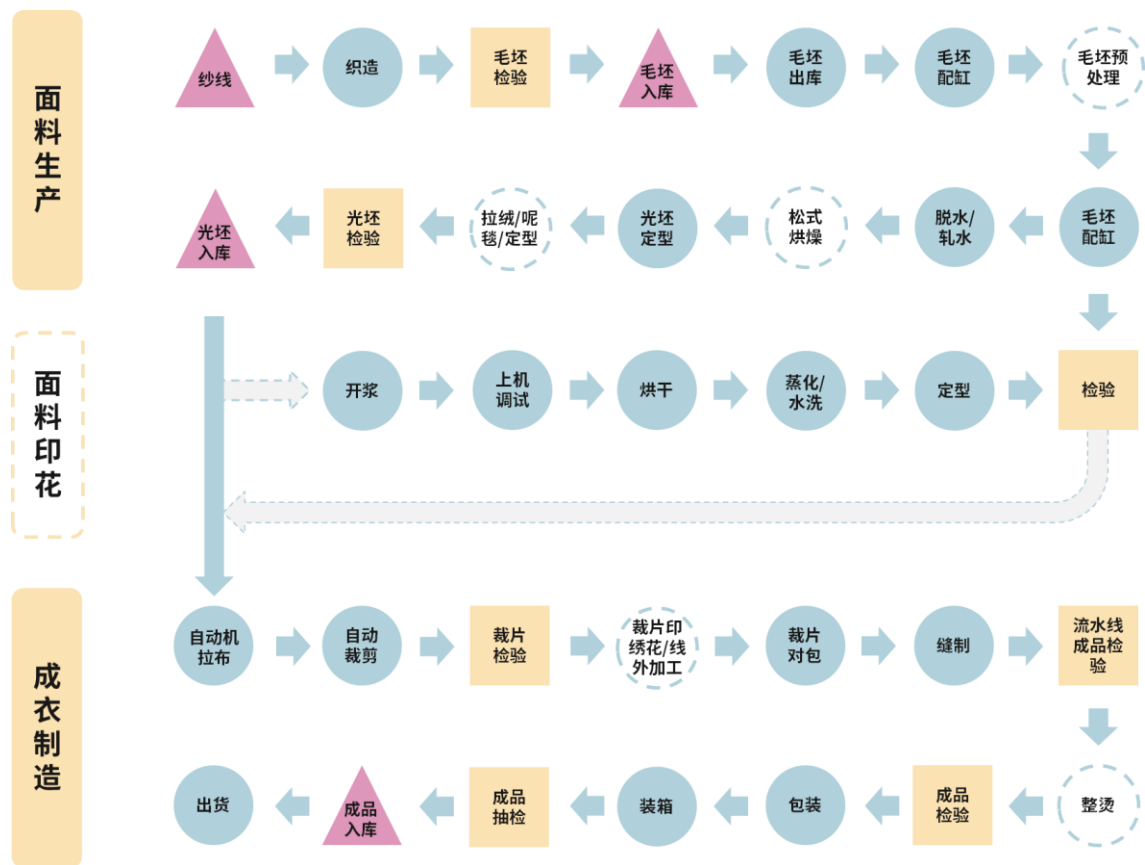 面料生产
纱线
织造
毛坯
检验
毛坯
入库
毛坯
出库
毛坯
配缸
毛坯预
处理
光坯
入库
光坯
检验
拉绒/呢
毯/定型
光坯
定型
松式
烘燥
脱水/
轧水
毛坯
配缸
面料印花
开浆
上机
调试
烘干
蒸化/
水洗
定型
检验
成衣制造
自动机
拉布
自动
裁剪
裁片
检验
裁片印
绣花/线
外加工
裁片
对包
缝制
流水线
成品检
验
出货
成品
入库
成品
抽检
装箱
包装
成品
检验
整烫